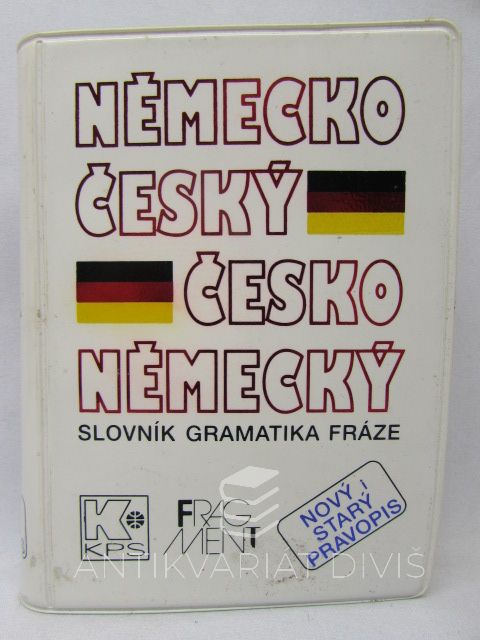 NĚMECKO
ČESKÝ
ČESKO
NĚMECKÝ
SLOVNÍK GRAMATIKA FRÁZE
K
KPS
FRAG
MENT
NOVÝ i
STARÝ
PRAVOPIS
ANTIKVARIÁT DIVIŠ